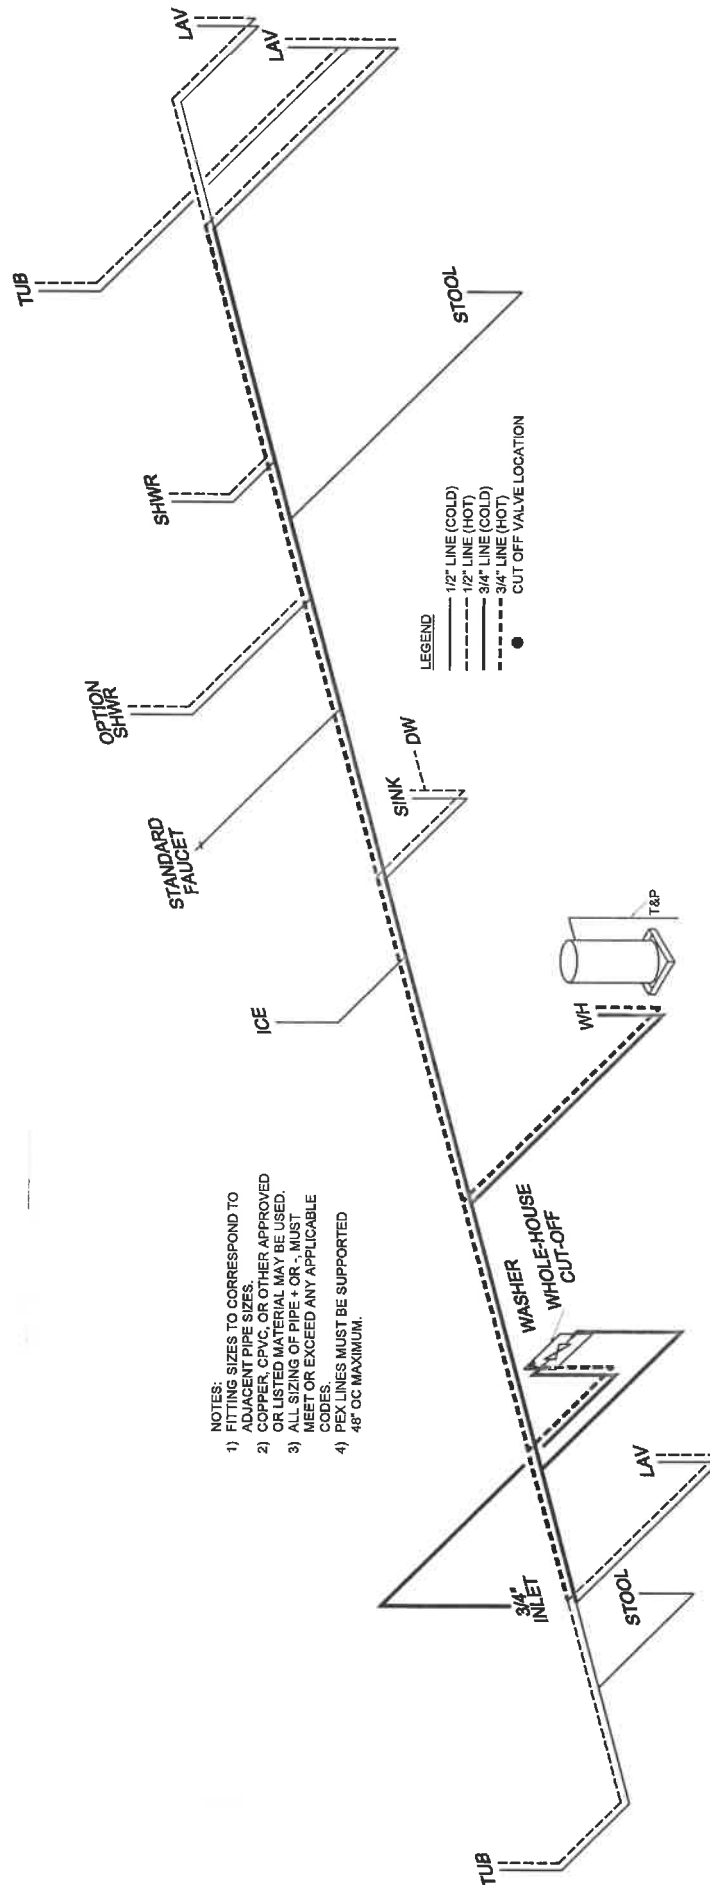 LAV
LAV
TUB
STOOL
SHWR
OPTION
SHWR
STANDARD
FAUCET
LEGEND
1/2" LINE (COLD)
1/2" LINE (HOT)
3/4" LINE (COLD)
3/4" LINE (HOT)
CUT OFF VALVE LOCATION
SINK
DW
ICE
T&P
WH
NOTES:
1) FITTING SIZES TO CORRESPOND TO
ADJACENT PIPE SIZES.
2) COPPER, CPVC, OR OTHER APPROVED
OR LISTED MATERIAL MAY BE USED.
3) ALL SIZING OF PIPE + OR -, MUST
MEET OR EXCEED ANY APPLICABLE
CODES.
4) PEX LINES MUST BE SUPPORTED
48" OC MAXIMUM.
WASHER
WHOLE-HOUSE
CUT-OFF
LAV
3/4"
INLET
STOOL
TUB